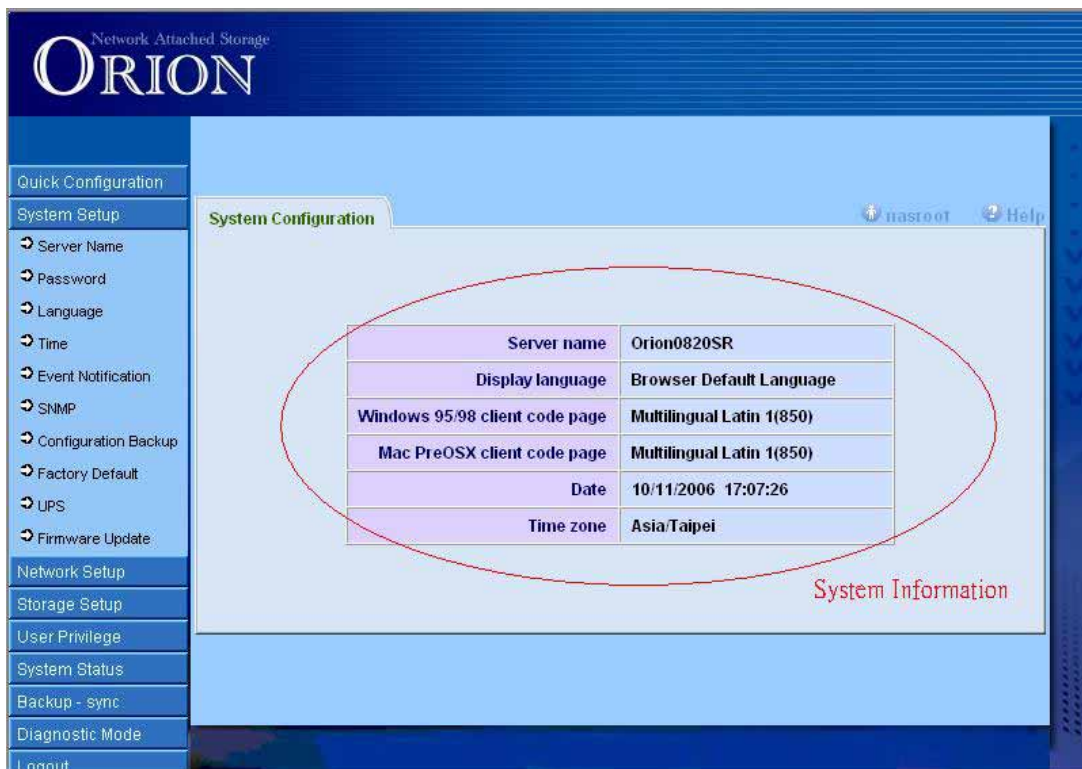 Network Attached Storage
ORION
Quick Configuration
System Setup
Server Name
Password
Language
Time
Event Notification
SNMP
Configuration Backup
Factory Default
UPS
Firmware Update
Network Setup
Storage Setup
User Privilege
System Status
Backup - sync
Diagnostic Mode
Logout
System Configuration
nasroot Help
Server name Orion0820SR
Display language Browser Default Language
Windows 95/98 client code page Multilingual Latin 1(850)
Mac PreOSX client code page Multilingual Latin 1(850)
Date 10/11/2006 17:07:26
Time zone Asia/Taipei
System Information